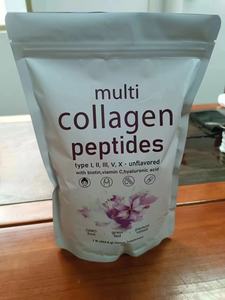 multi
collagen
peptides
type I, II, III, V, X - unflavored
with biotin,vitamin C,hyaluronic acid